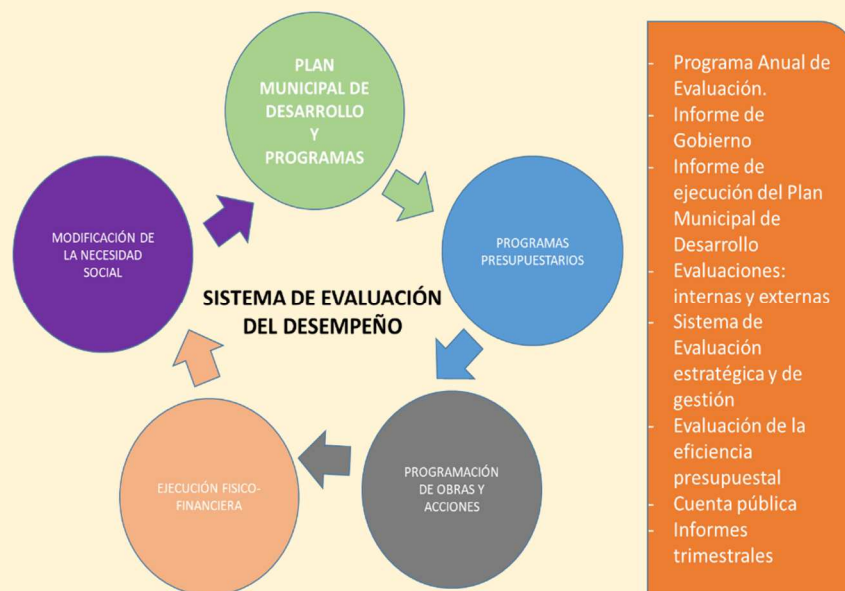 PLAN
MUNICIPAL DE
DESARROLLO
Y
PROGRAMAS
PROGRAMAS
PRESUPUESTARIOS
PROGRAMACIÓN
DE OBRAS Y
ACCIONES
EJECUCIÓN FISICO-
FINANCIERA
MODIFICACIÓN DE
LA NECESIDAD
SOCIAL
SISTEMA DE EVALUACIÓN
DEL DESEMPEÑO
- Programa Anual de
Evaluación.
- Informe de
Gobierno
- Informe de
ejecución del Plan
Municipal de
Desarrollo
- Evaluaciones:
internas y externas
- Sistema de
Evaluación
estratégica y de
gestión
- Evaluación de la
eficiencia
presupuestal
- Cuenta pública
- Informes
trimestrales